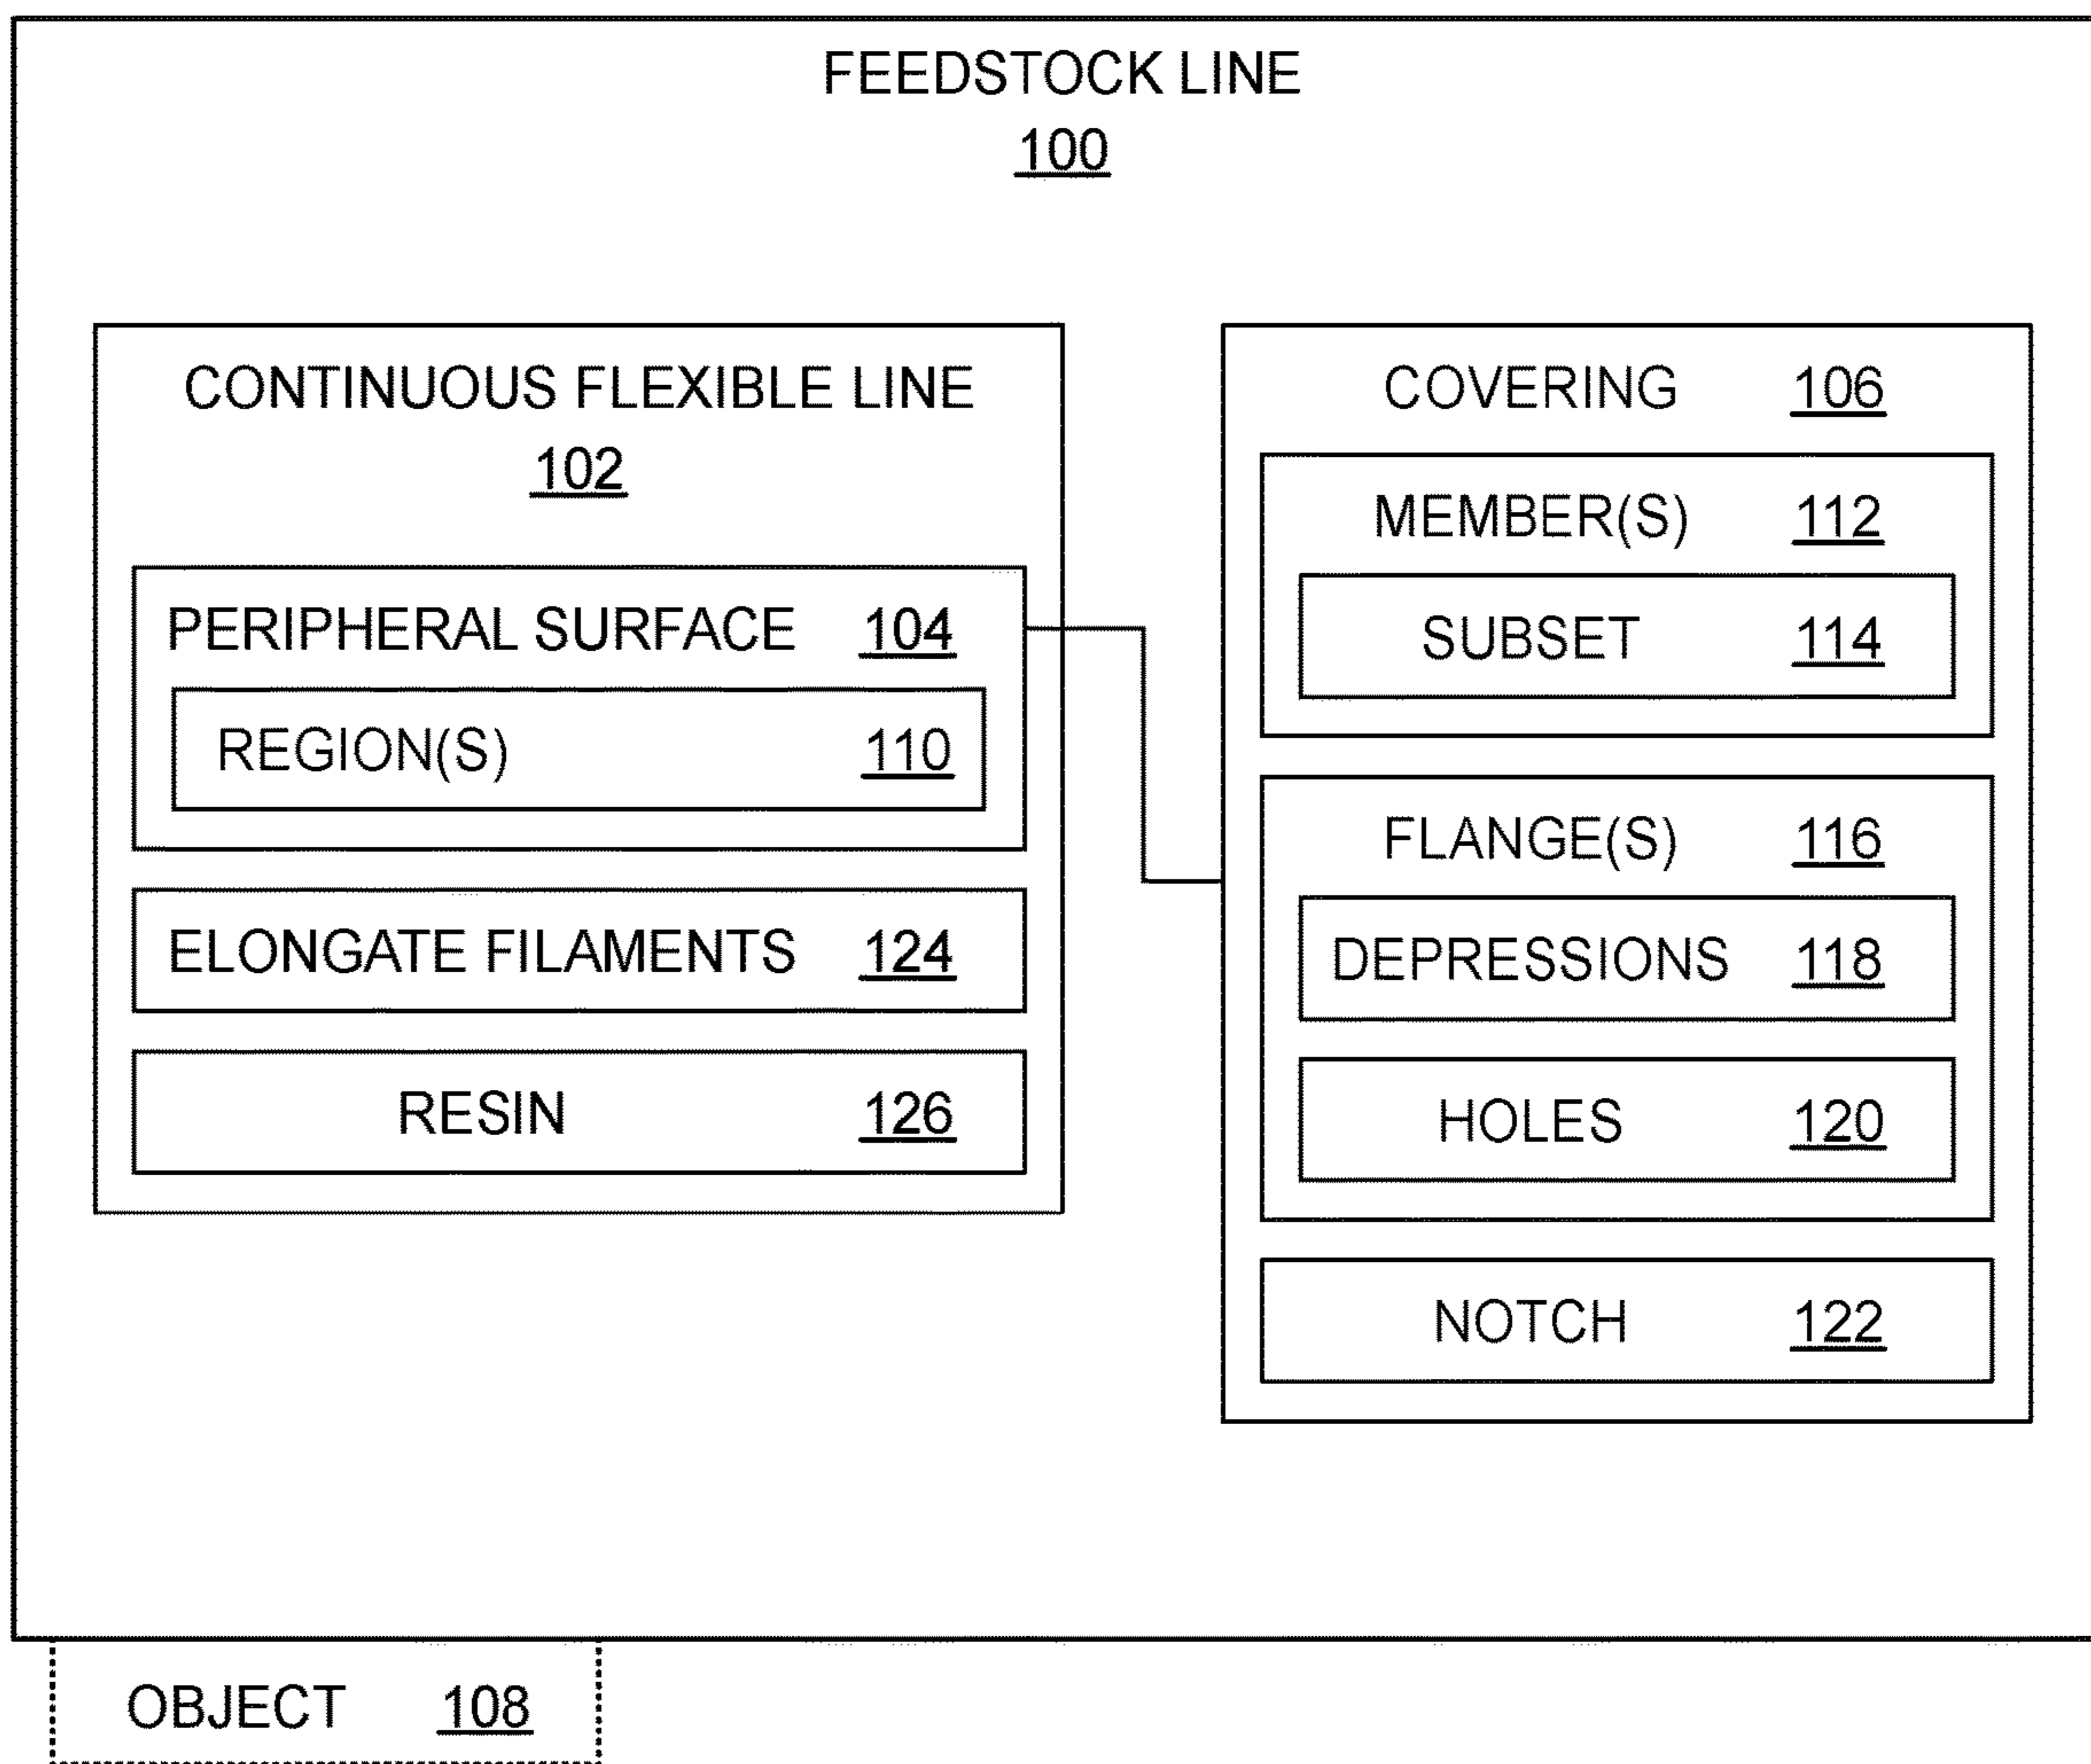 FEEDSTOCK LINE
100
CONTINUOUS FLEXIBLE LINE
102
PERIPHERAL SURFACE 104
REGION(S) 110
ELONGATE FILAMENTS 124
RESIN 126
COVERING 106
MEMBER(S) 112
SUBSET 114
FLANGE(S) 116
DEPRESSIONS 118
HOLES 120
NOTCH 122
OBJECT 108